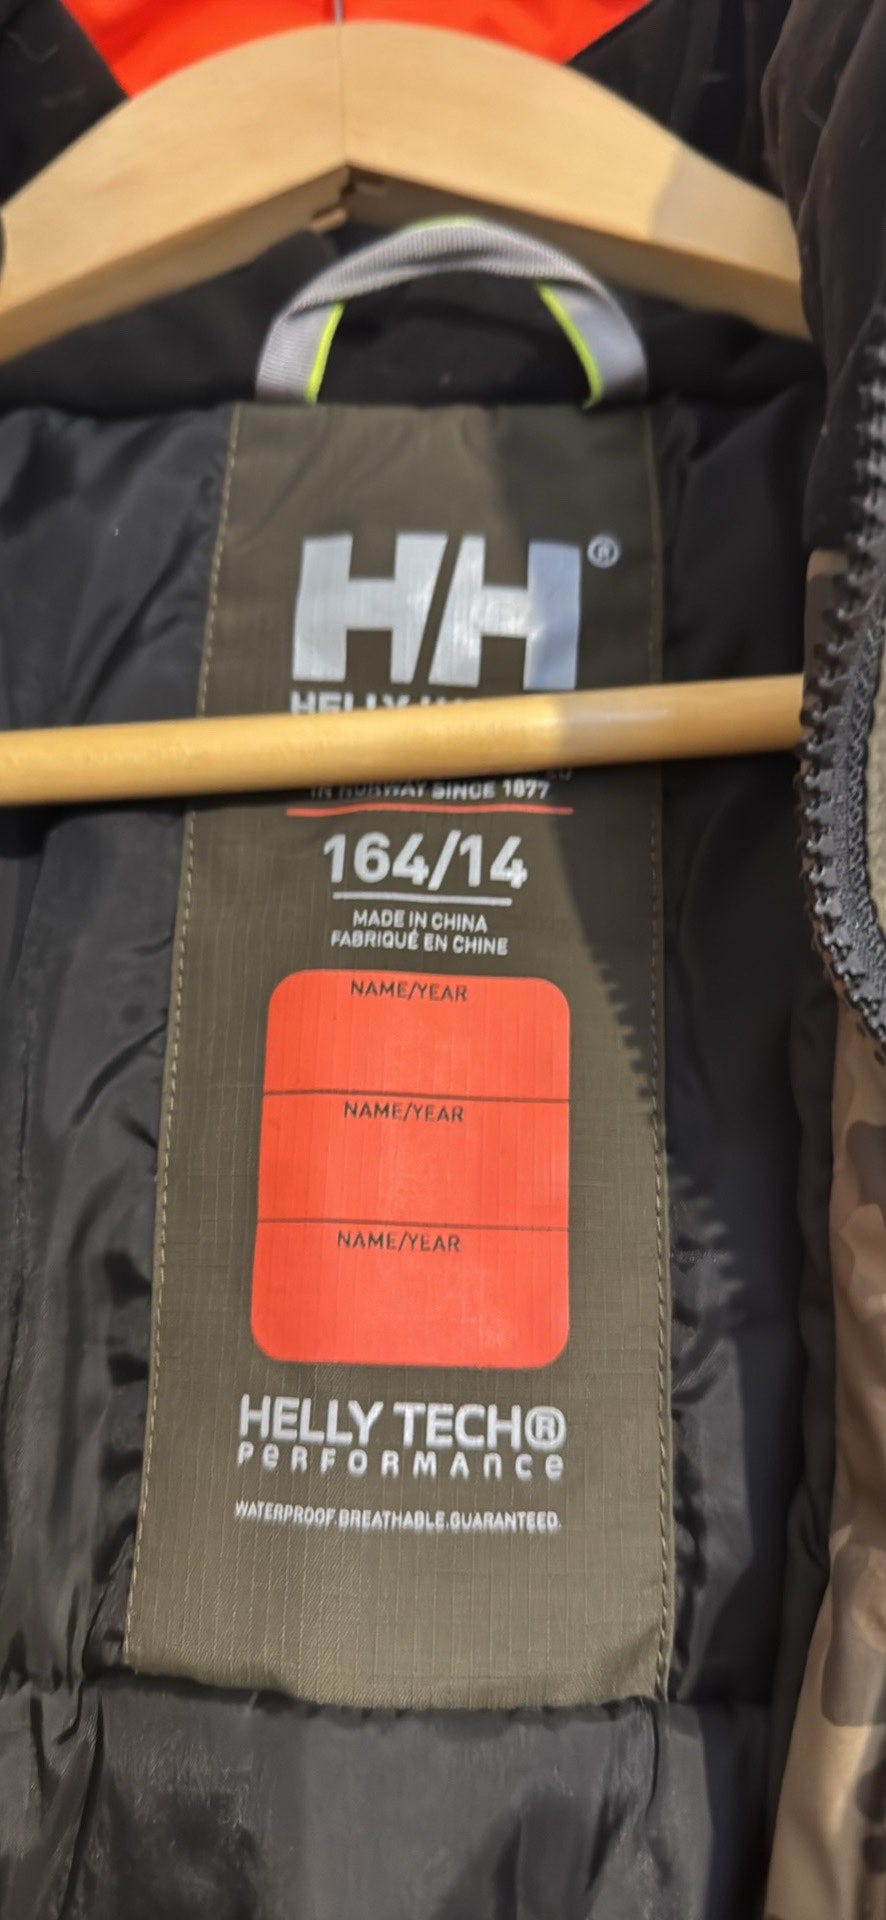 HH®
HELLY
IN NORWAY SINCE 1877
164/14
MADE IN CHINA
FABRIQUÉ EN CHINE
NAME/YEAR
NAME/YEAR
NAME/YEAR
HELLY TECH®
PERFORMANCE
WATERPROOF.BREATHABLE.GUARANTEED.